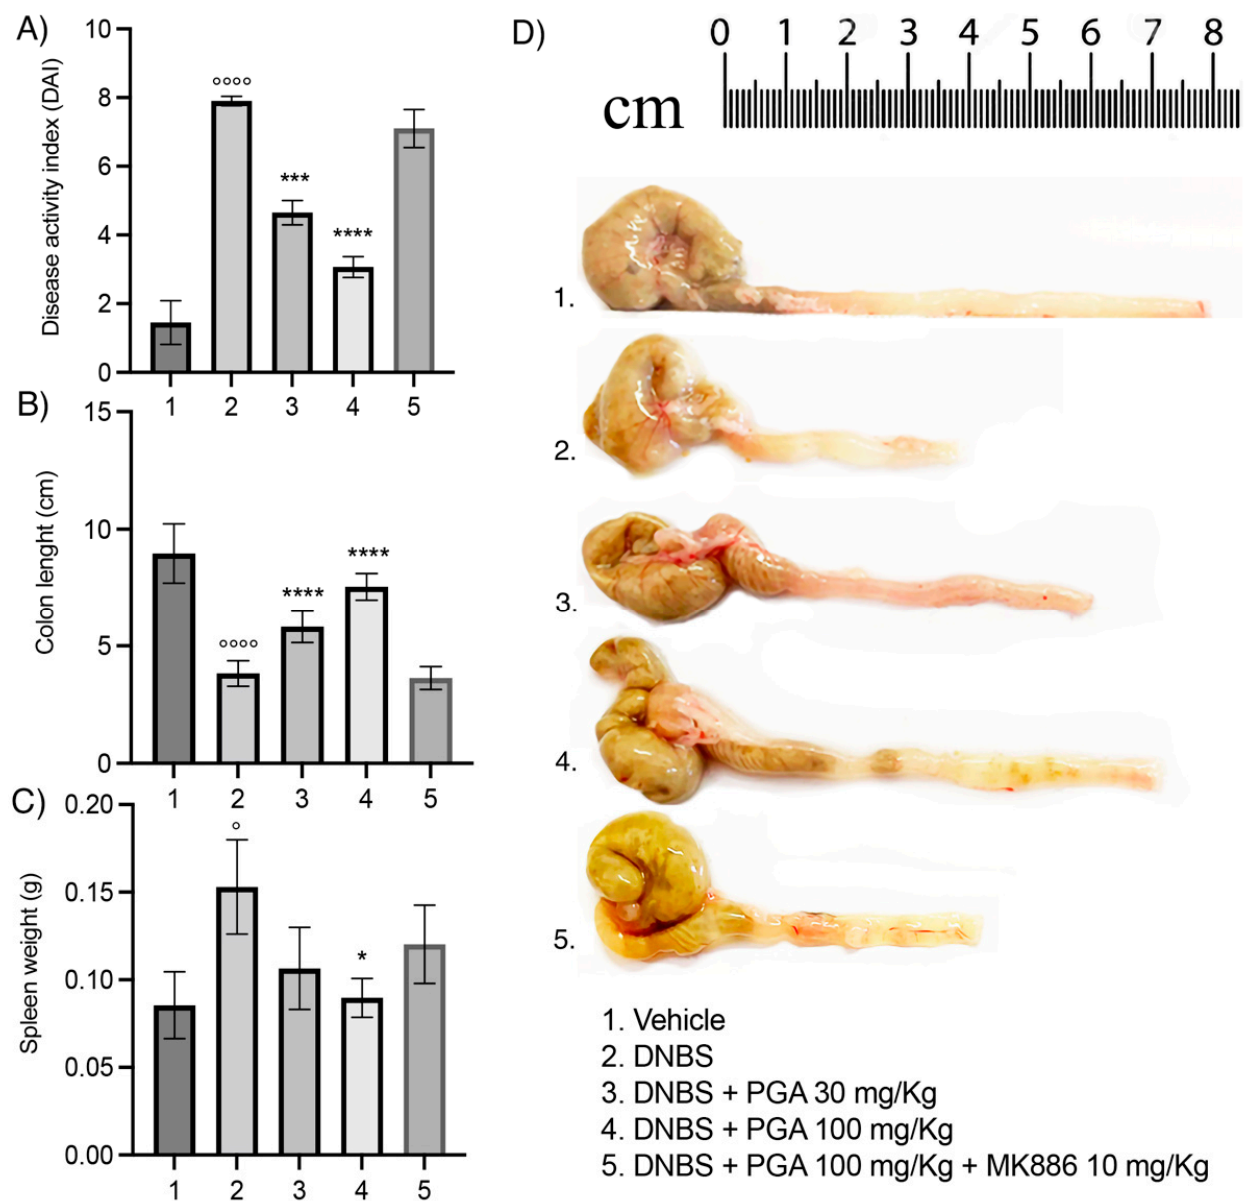 A)
Disease activity index (DAI)
10
8
6
4
2
0
°°°°
***
****
1 2 3 4 5
B)
Colon lenght (cm)
15
10
5
0
°°°°
****
****
1 2 3 4 5
C)
Spleen weight (g)
0.20
0.15
0.10
0.05
0.00
°
*
1 2 3 4 5
D)
0 1 2 3 4 5 6 7 8
cm
1.
2.
3.
4.
5.
1. Vehicle
2. DNBS
3. DNBS + PGA 30 mg/Kg
4. DNBS + PGA 100 mg/Kg
5. DNBS + PGA 100 mg/Kg + MK886 10 mg/Kg